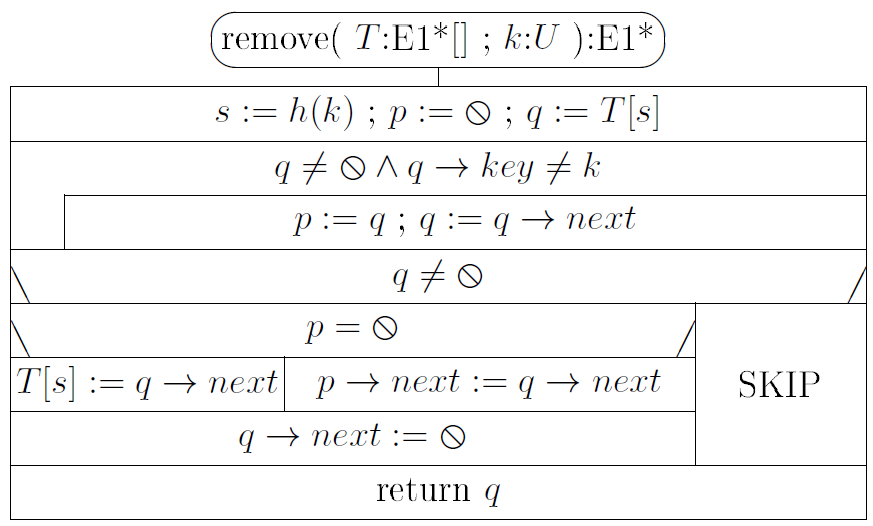 remove( T:E1*[] ; k:U ):E1*
s := h(k) ; p := ⦸ ; q := T[s]
q ≠ ⦸ ∧ q → key ≠ k
p := q ; q := q → next
q ≠ ⦸
p = ⦸
T[s] := q → next
p → next := q → next
SKIP
q → next := ⦸
return q